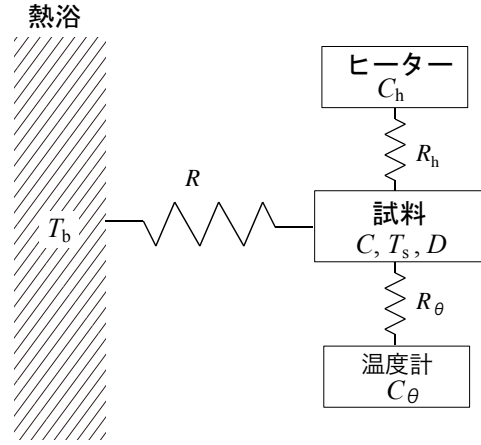 熱浴
ヒーター
C_h
R_h
R
試料
T_b
C, T_s , D
R_θ
温度計
C_θ